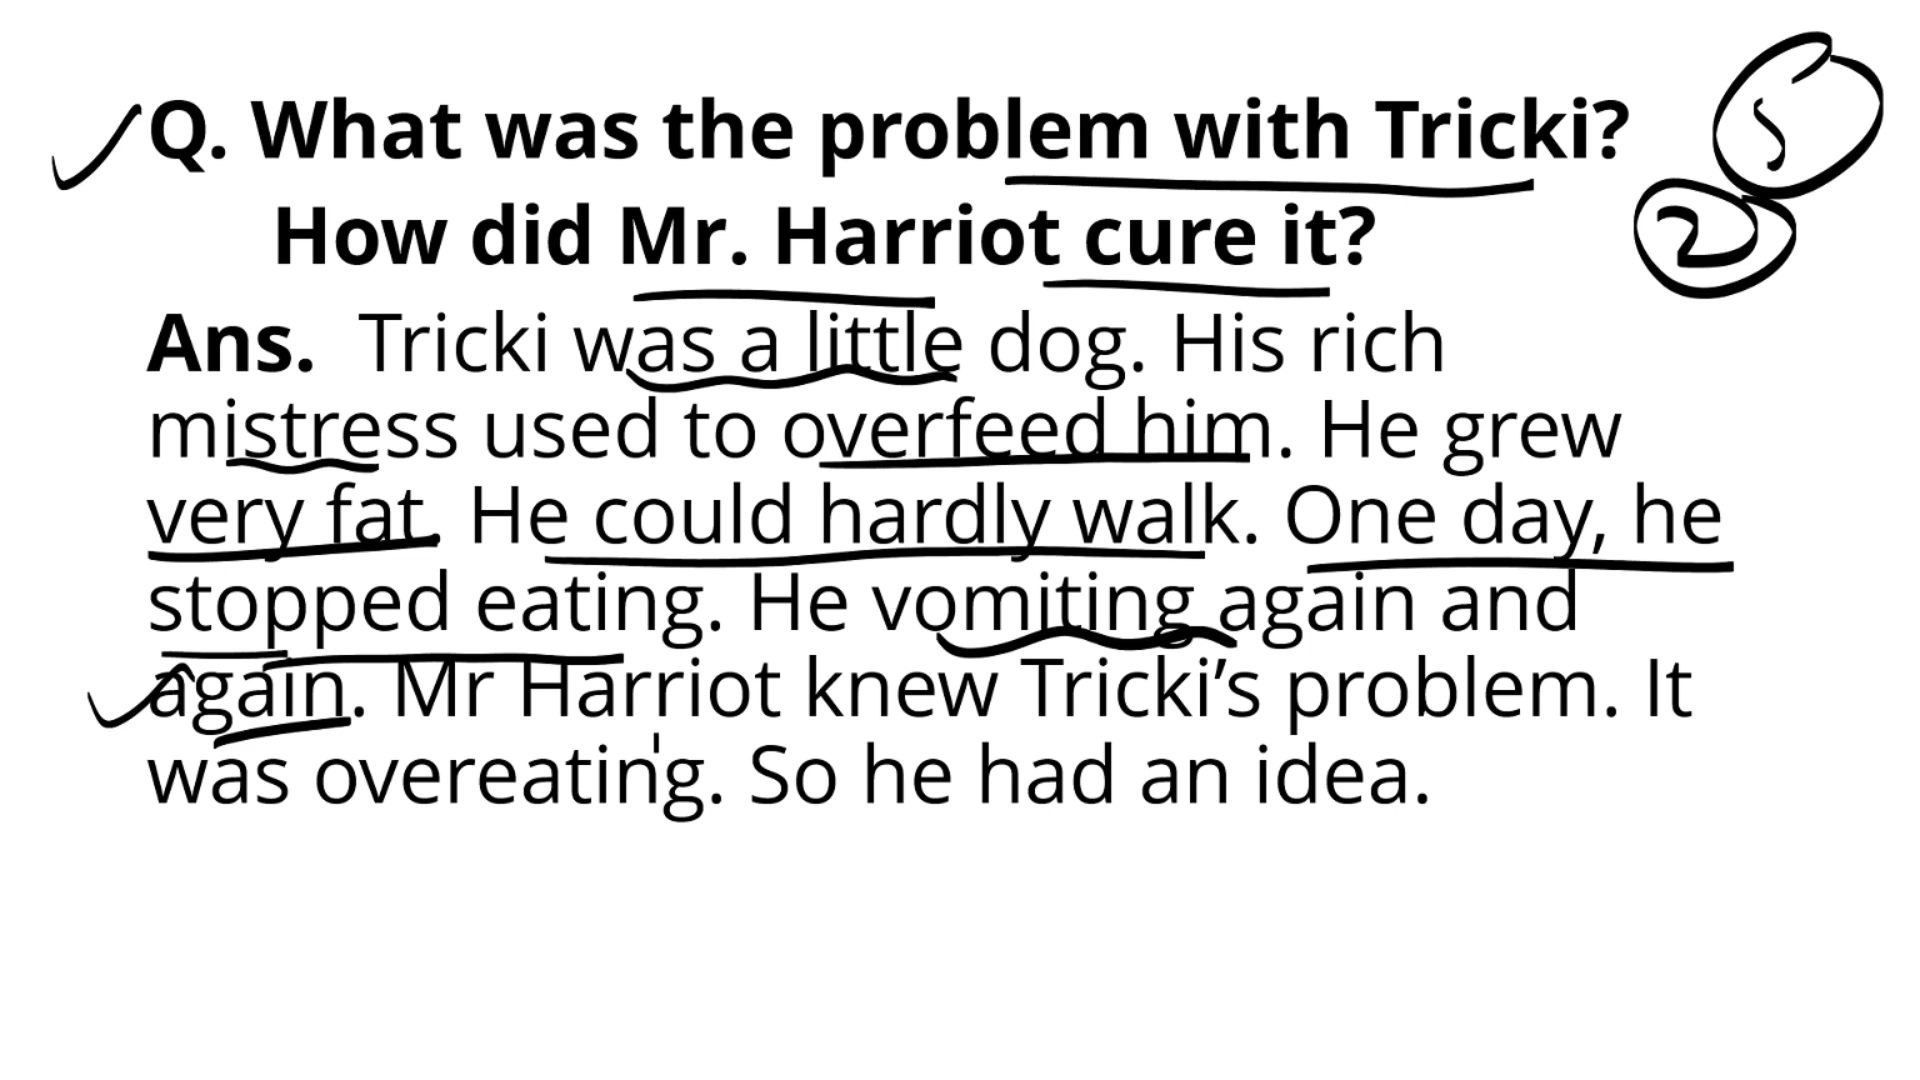 Q. What was the problem with Tricki?
How did Mr. Harriot cure it?
Ans. Tricki was a little dog. His rich
mistress used to overfeed him. He grew
very fat. He could hardly walk. One day, he
stopped eating. He vomiting again and
again. Mr Harriot knew Tricki’s problem. It
was overeating. So he had an idea.
5
2